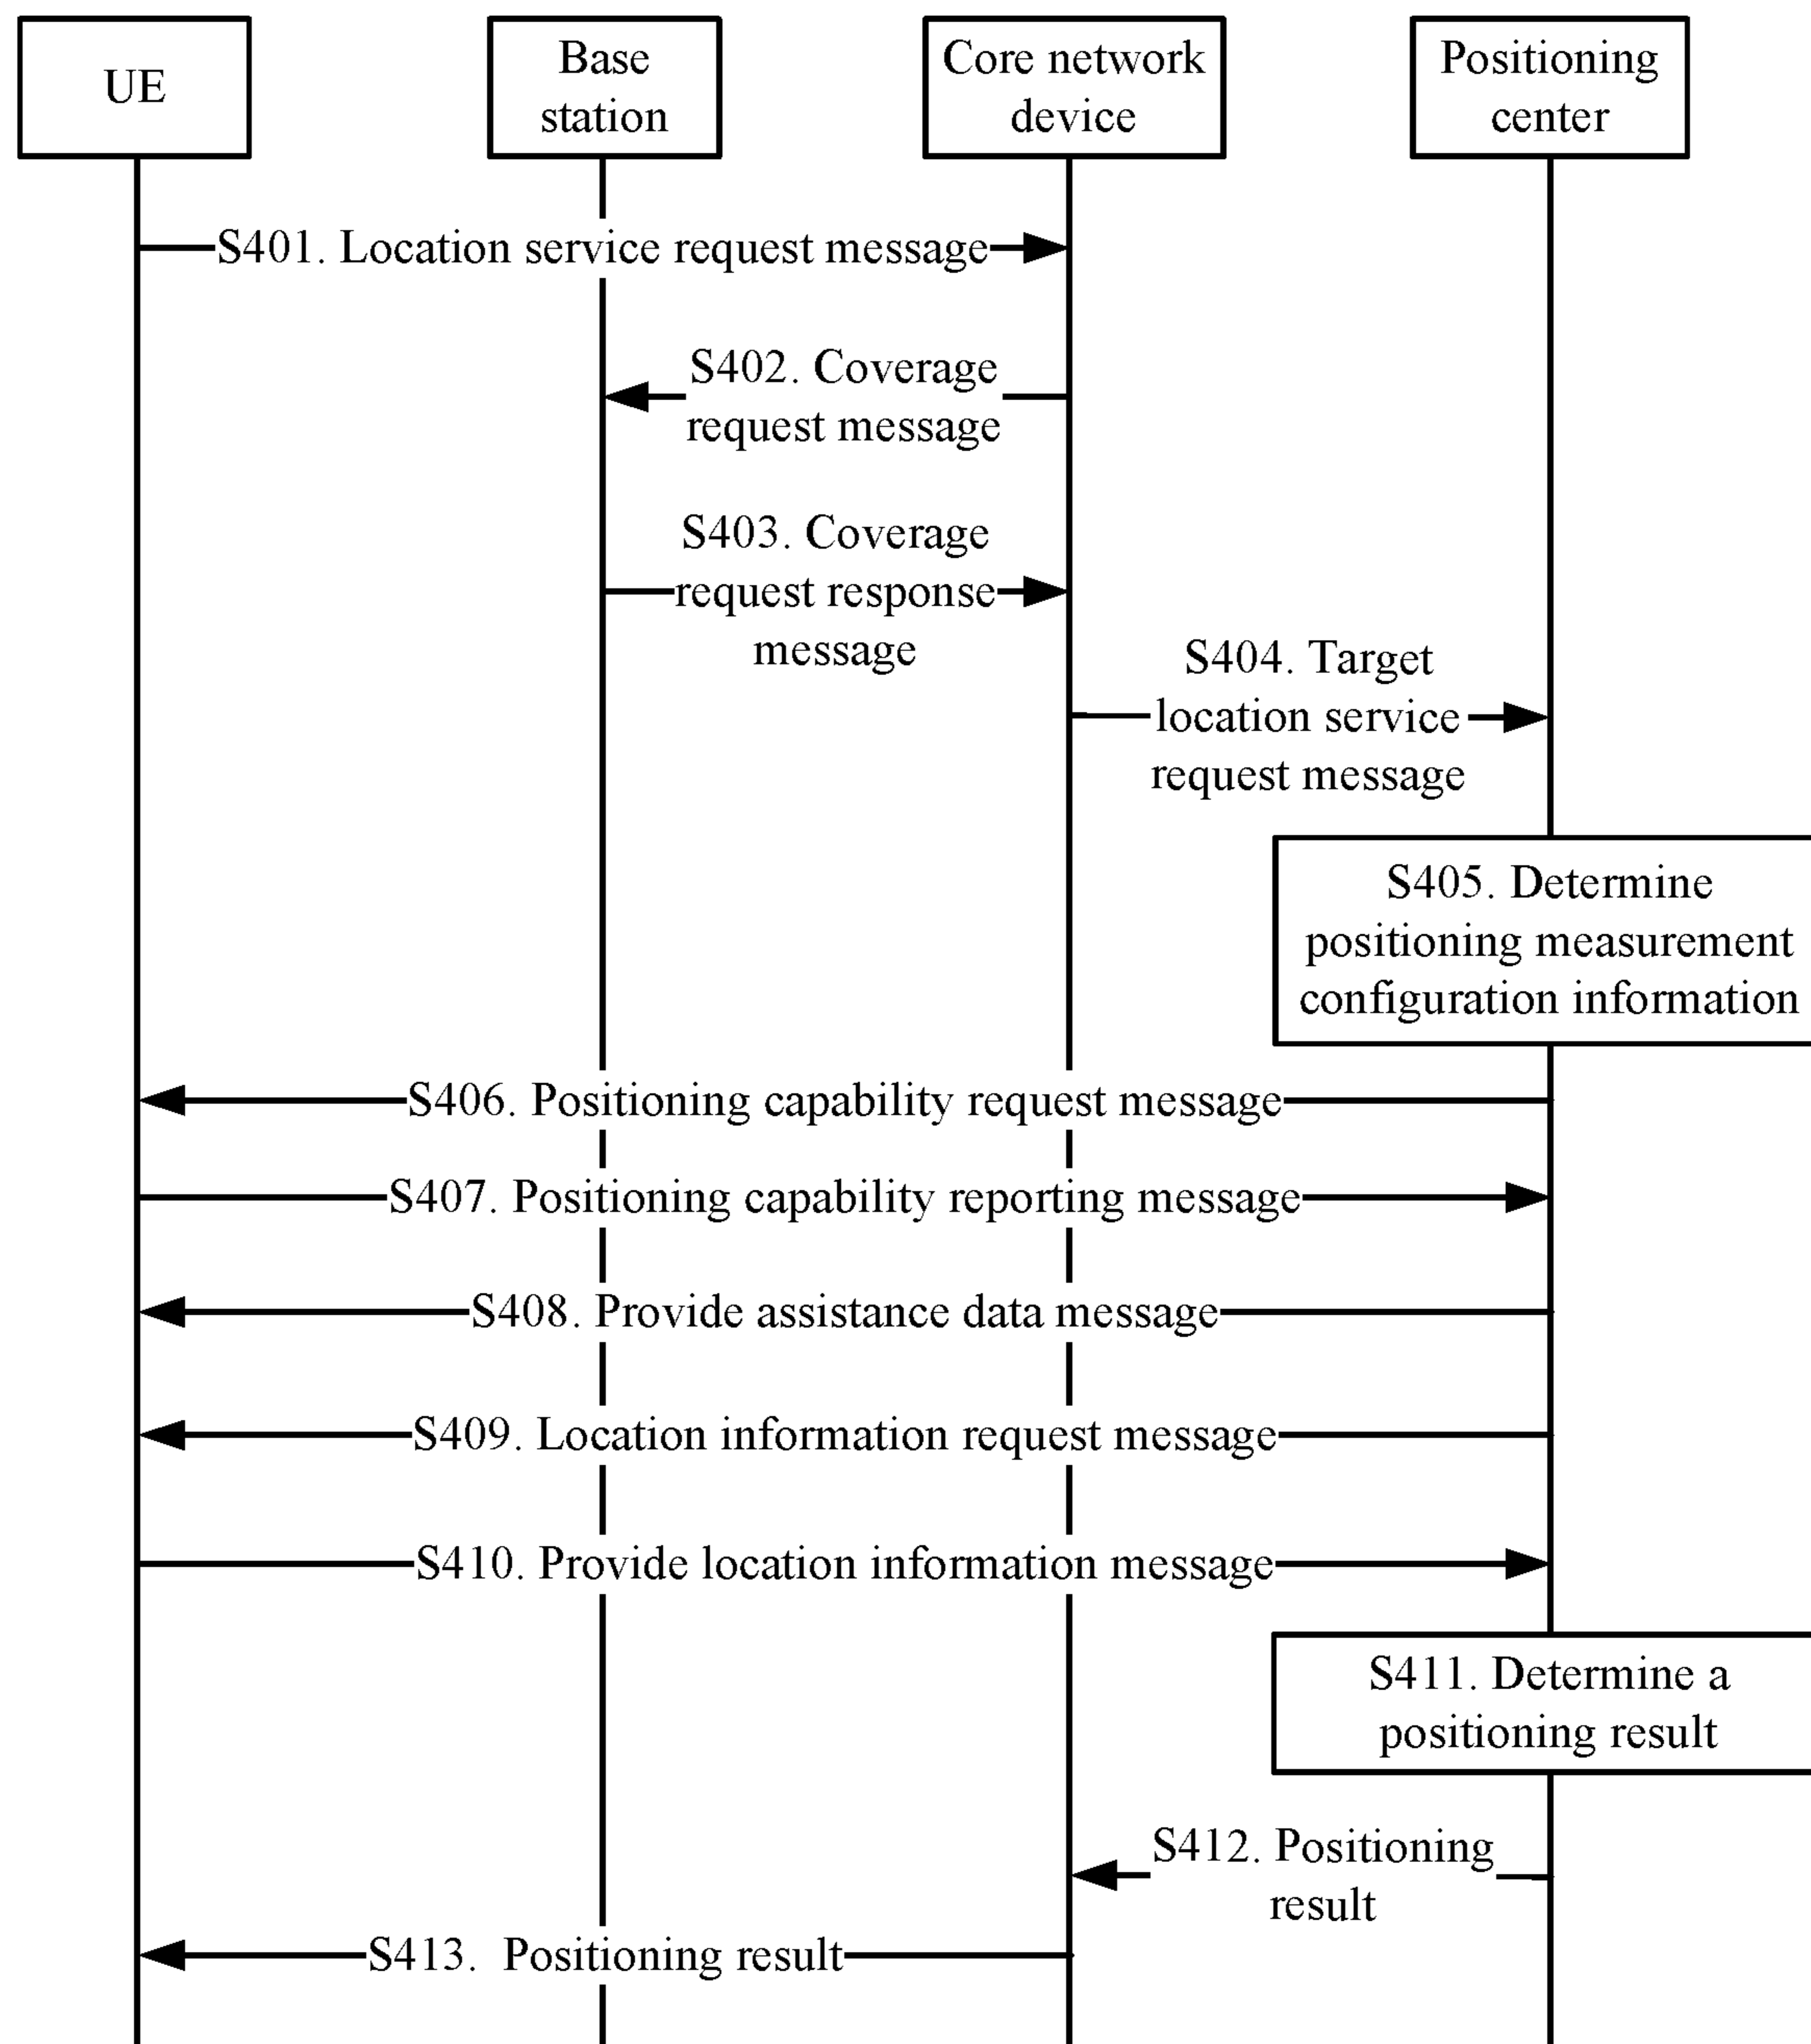 UE
Base
station
Core network
device
Positioning
center
S401. Location service request message
S402. Coverage
request message
S403. Coverage
request response
message
S404. Target
location service
request message
S405. Determine
positioning measurement
configuration information
S406. Positioning capability request message
S407. Positioning capability reporting message
S408. Provide assistance data message
S409. Location information request message
S410. Provide location information message
S411. Determine a
positioning result
S412. Positioning
result
S413. Positioning result